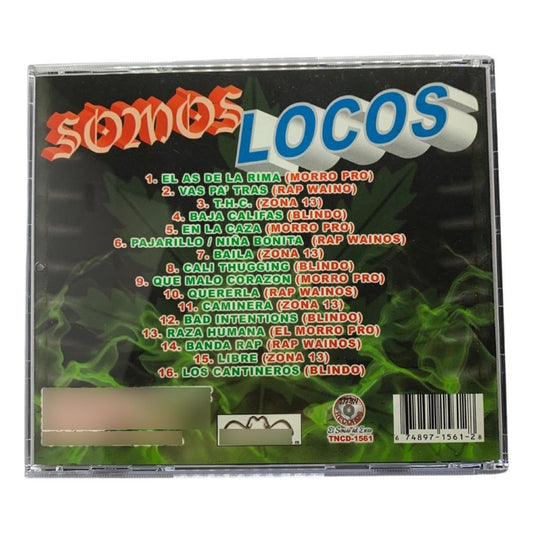 SOMOS
LOCOS
1. EL AS DE LA RIMA (MORRO PRO)
2. VAS PA' TRAS (RAP WAINO)
3. T.H.C. (ZONA 13)
4. BAJA CALIFAS (BLINDO)
5. EN LA CAZA (MORRO PRO)
6. PAJARILLO / NIÑA BONITA (RAP WAINOS)
7. BAILA (ZONA 13)
8. CALI THUGGING (BLINDO)
9. QUE MALO CORAZON (MORRO PRO)
10. QUERERLA (RAP WAINOS)
11. CAMINERA (ZONA 13)
12. BAD INTENTIONS (BLINDO)
13. RAZA HUMANA (EL MORRO PRO)
14. BANDA RAP (RAP WAINOS)
15. LIBRE (ZONA 13)
16. LOS CANTINEROS (BLINDO)
TNCD-1561
6 74897-1561-2 8